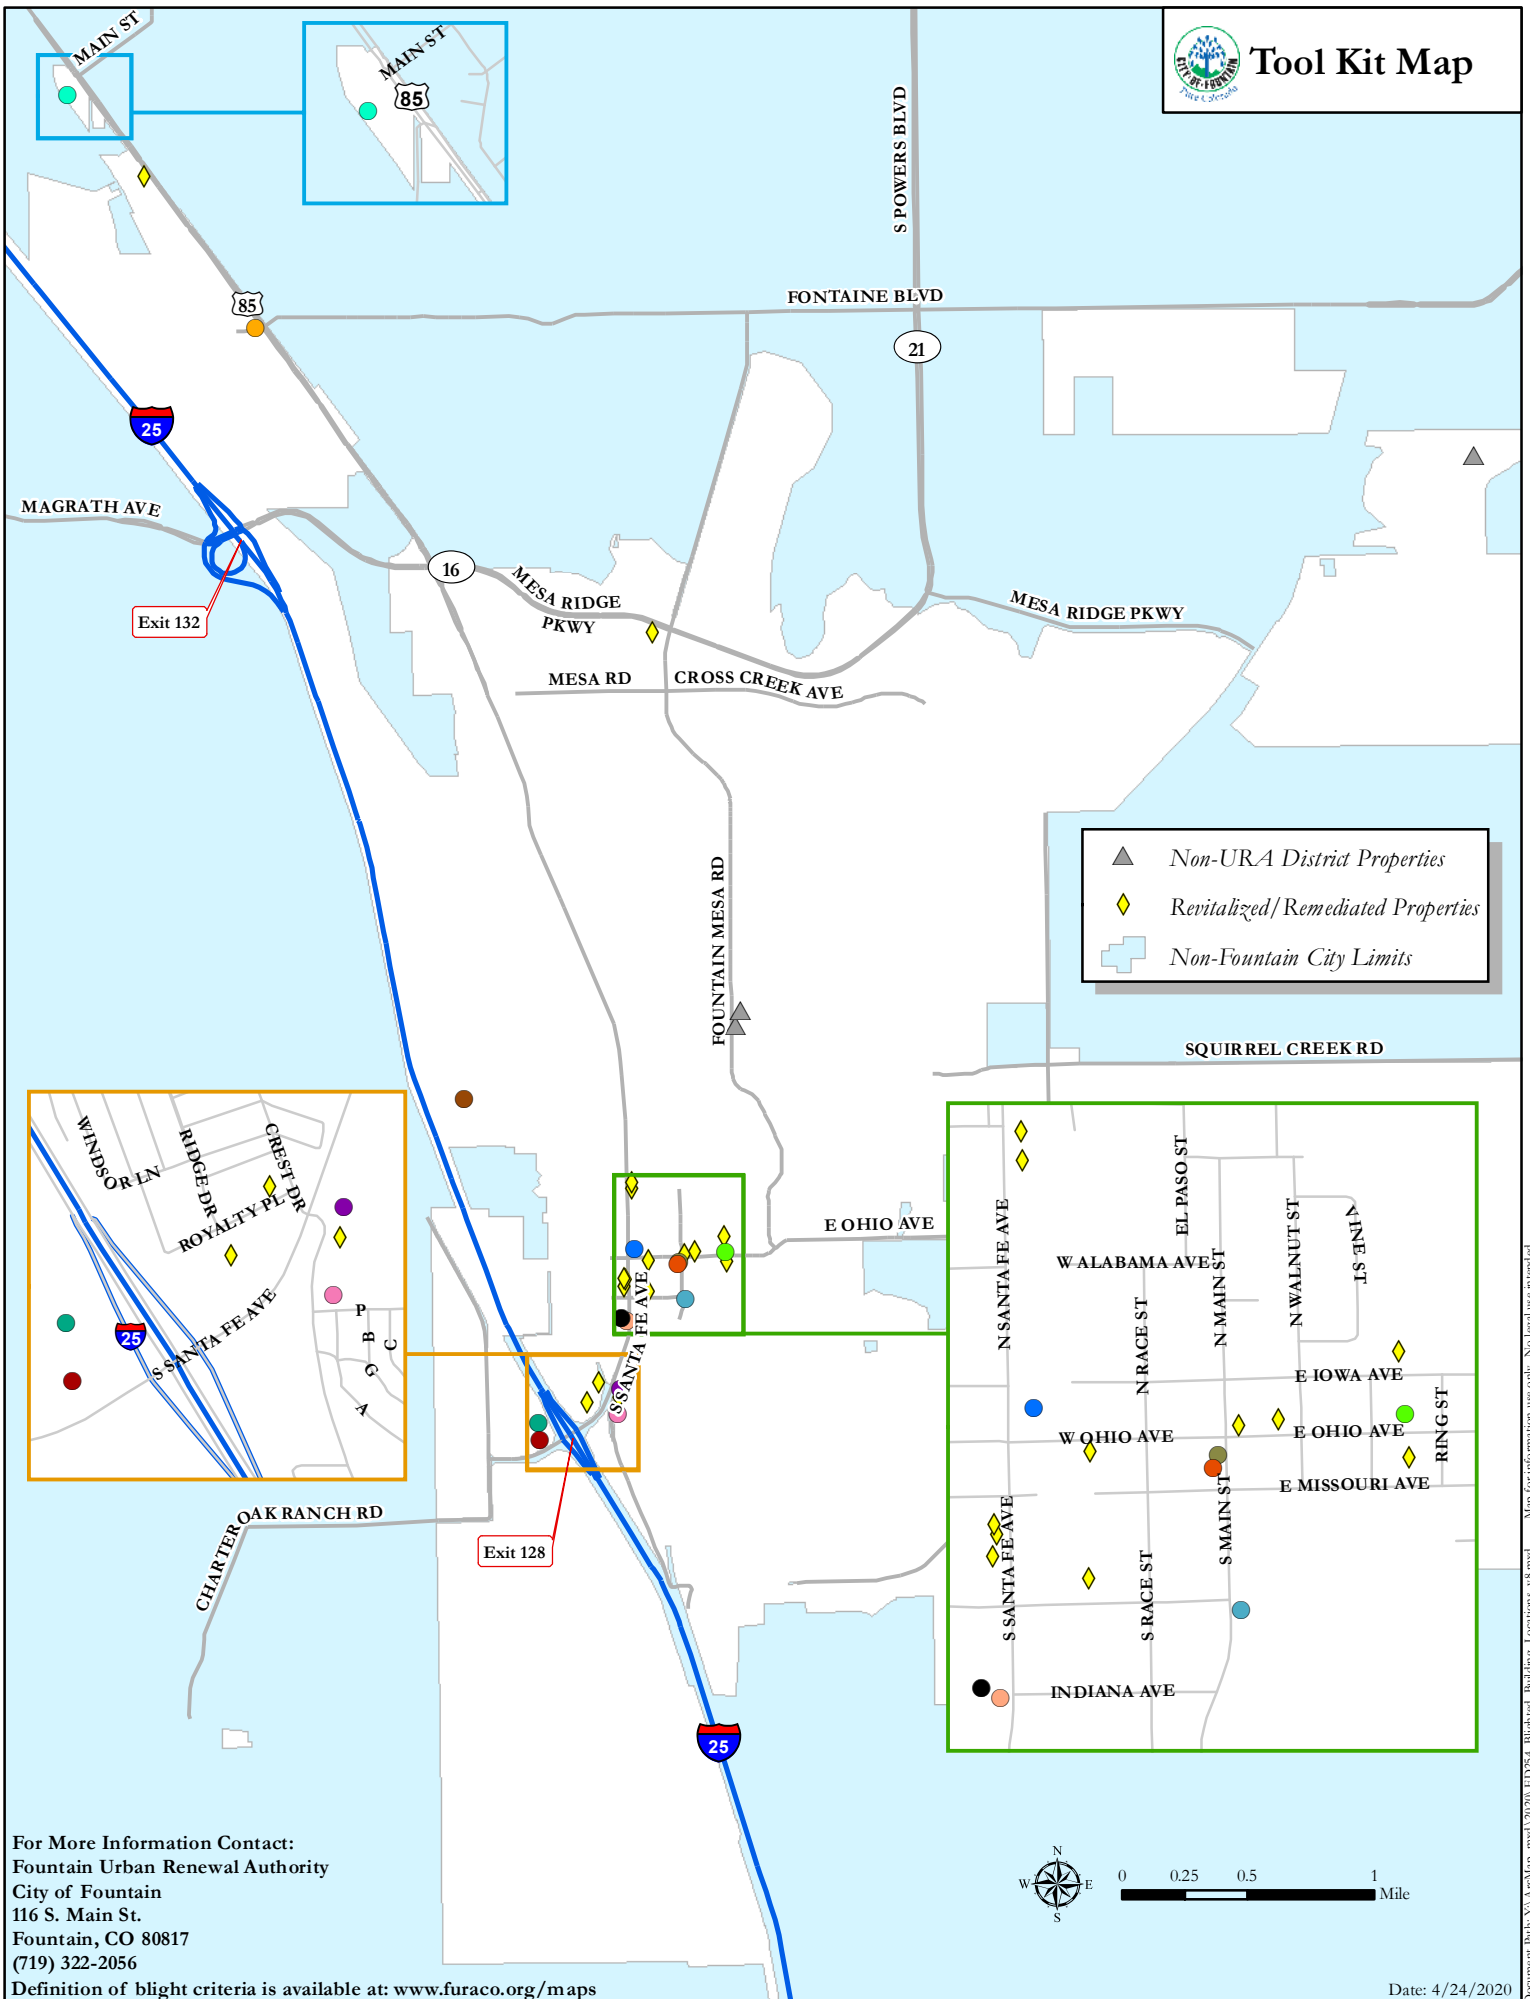 Tool Kit Map
CITY OF FOUNTAIN
MAIN ST
MAIN ST
85
S POWERS BLVD
85
FONTAINE BLVD
21
25
MAGRATH AVE
16
Exit 132
MESA RIDGE
PKWY
MESA RIDGE PKWY
MESA RD
CROSS CREEK AVE
FOUNTAIN MESA RD
Non-URA District Properties
Revitalized/Remediated Properties
Non-Fountain City Limits
SQUIRREL CREEK RD
WINDSOR LN
RIDGE DR
CREST DR
ROYALTY PL
S SANTA FE AVE
25
P
B
C
G
A
E OHIO AVE
S SANTA FE AVE
N SANTA FE AVE
EL PASO ST
W ALABAMA AVE
N MAIN ST
N WALNUT ST
VINE ST
N RACE ST
E IOWA AVE
W OHIO AVE
E OHIO AVE
RING ST
E MISSOURI AVE
S SANTA FE AVE
S MAIN ST
S RACE ST
INDIANA AVE
CHARTER OAK RANCH RD
Exit 128
25
For More Information Contact:
Fountain Urban Renewal Authority
City of Fountain
116 S. Main St.
Fountain, CO 80817
(719) 322-2056
Definition of blight criteria is available at: www.furaco.org/maps
N
W
E
S
0 0.25 0.5 1
Mile
Date: 4/24/2020